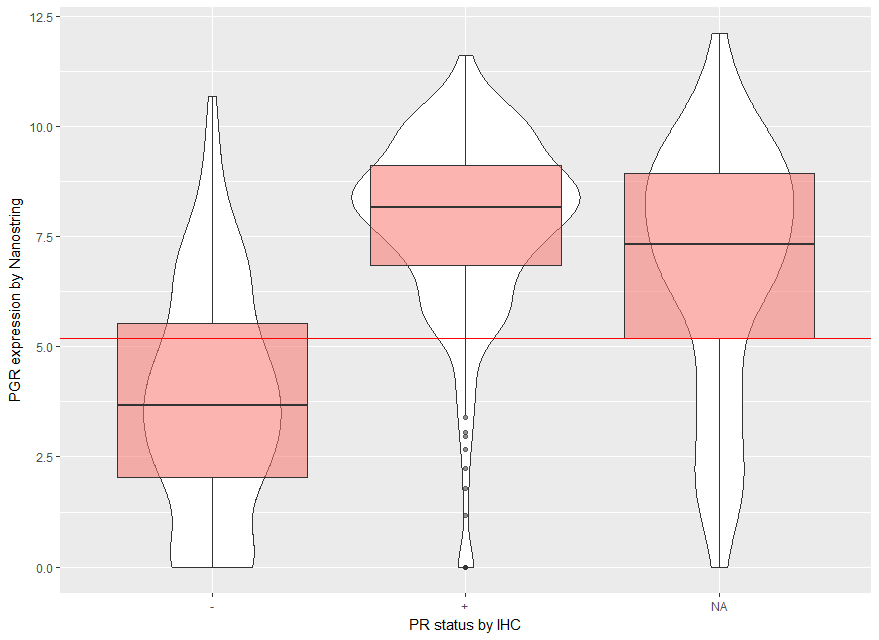 12.5
10.0
7.5
5.0
2.5
0.0
PGR expression by Nanostring
- + NA
PR status by IHC